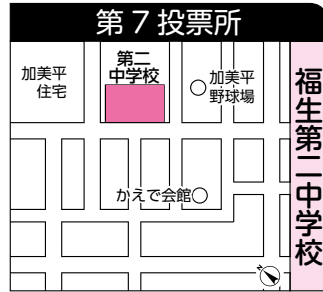 第7投票所
加美平
住宅
第二
中学校
加美平
野球場
かえで会館
N
福生第二中学校